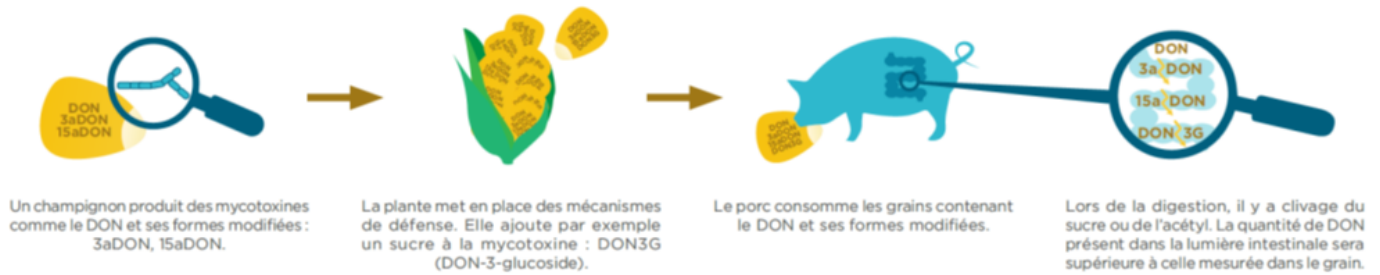 DON
3aDON
15aDON
DON
3aDON
15aDON
DON3G
DON
3a DON
15a DON
DON 3G
Un champignon produit des mycotoxines
comme le DON et ses formes modifiées :
3aDON, 15aDON.
La plante met en place des mécanismes
de défense. Elle ajoute par exemple
un sucre à la mycotoxine : DON3G
(DON-3-glucoside).
Le porc consomme les grains contenant
le DON et ses formes modifiées.
Lors de la digestion, il y a clivage du
sucre ou de l'acétyl. La quantité de DON
présent dans la lumière intestinale sera
supérieure à celle mesurée dans le grain.